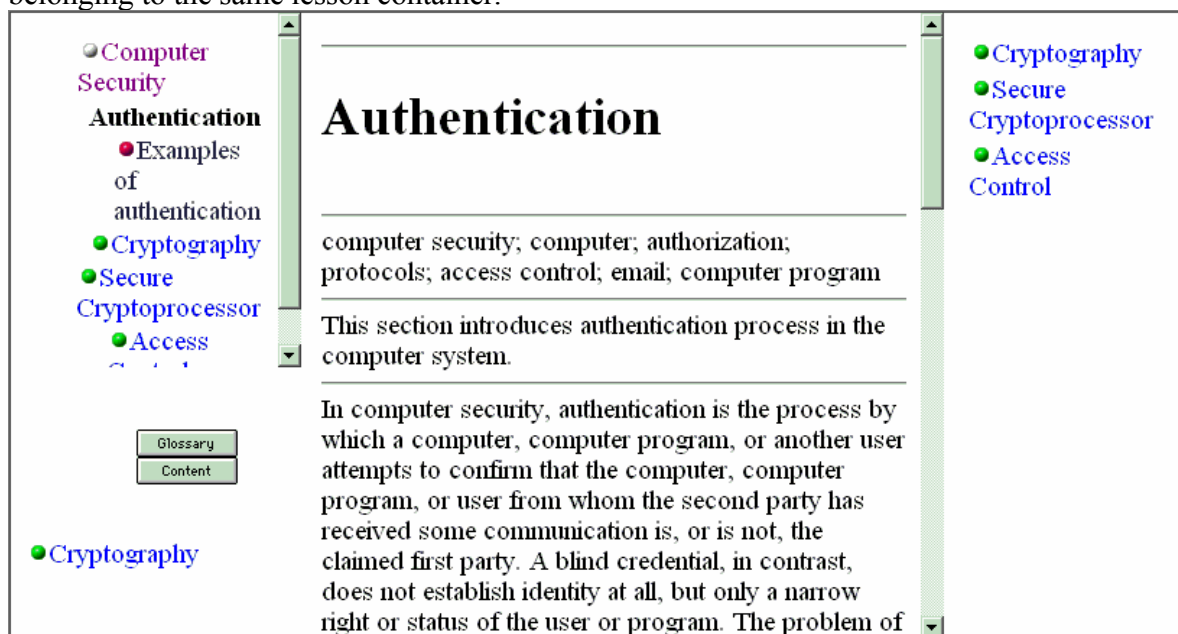 belonging to the same lesson container.
Computer
Security
Authentication
Examples
of
authentication
Cryptography
Secure
Cryptoprocessor
Access
Glossary
Content
Cryptography
Authentication
computer security; computer; authorization;
protocols; access control; email; computer program
This section introduces authentication process in the
computer system.
In computer security, authentication is the process by
which a computer, computer program, or another user
attempts to confirm that the computer, computer
program, or user from whom the second party has
received some communication is, or is not, the
claimed first party. A blind credential, in contrast,
does not establish identity at all, but only a narrow
right or status of the user or program. The problem of
Cryptography
Secure
Cryptoprocessor
Access
Control